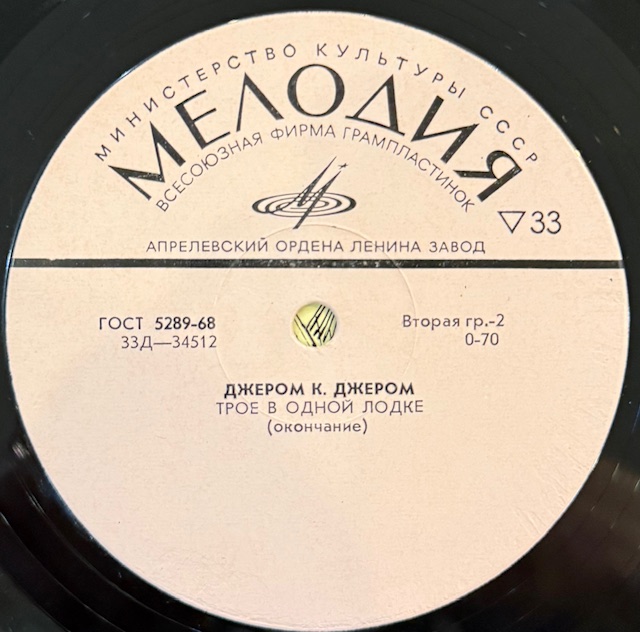 МИНИСТЕРСТВО КУЛЬТУРЫ СССР
МЕЛОДИЯ
ВСЕСОЮЗНАЯ ФИРМА ГРАМПЛАСТИНОК
▽33
АПРЕЛЕВСКИЙ ОРДЕНА ЛЕНИНА ЗАВОД
ГОСТ 5289-68
33Д—34512
Вторая гр.-2
0-70
ДЖЕРОМ К. ДЖЕРОМ
ТРОЕ В ОДНОЙ ЛОДКЕ
(окончание)